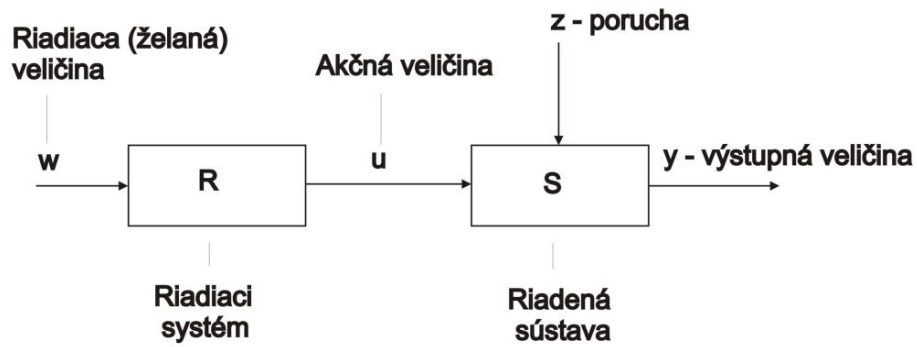 z - porucha
Riadiaca (želaná)
veličina
Akčná veličina
w
u
y - výstupná veličina
R
S
Riadiaci
systém
Riadená
sústava